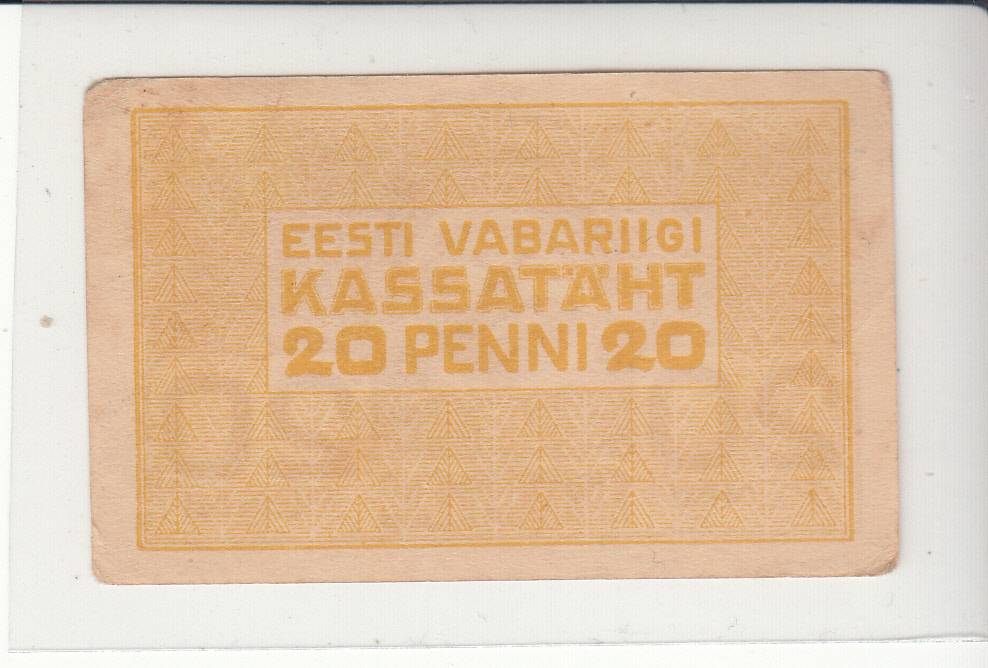 EESTI VABARIIGI
KASSATÄHT
20 PENNI 20